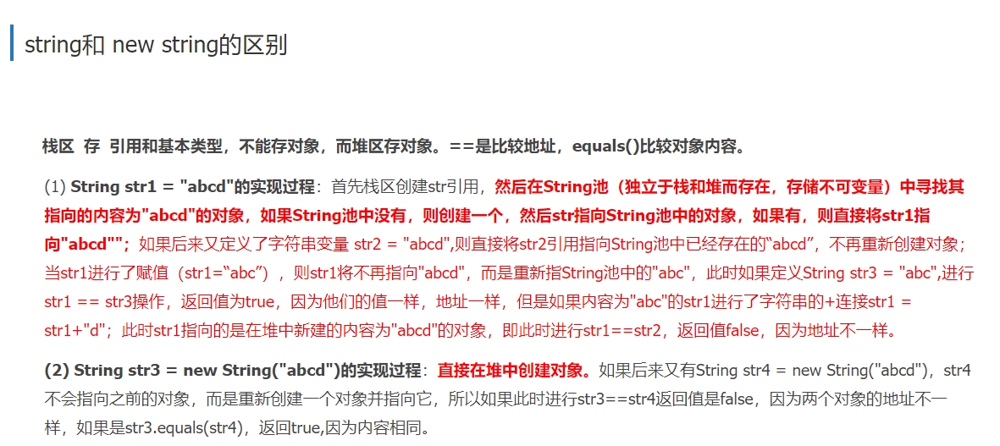 string和 new string的区别
栈区 存 引用和基本类型，不能存对象，而堆区存对象。==是比较地址，equals()比较对象内容。
(1) String str1 = "abcd"的实现过程：首先栈区创建str引用，然后在String池（独立于栈和堆而存在，存储不可变量）中寻找其
指向的内容为"abcd"的对象，如果String池中没有，则创建一个，然后str指向String池中的对象，如果有，则直接将str1指
向"abcd""；如果后来又定义了字符串变量 str2 = "abcd",则直接将str2引用指向String池中已经存在的“abcd”，不再重新创建对象；
当str1进行了赋值（str1=“abc”），则str1将不再指向"abcd"，而是重新指String池中的"abc"，此时如果定义String str3 = "abc",进行
str1 == str3操作，返回值为true，因为他们的值一样，地址一样，但是如果内容为"abc"的str1进行了字符串的+连接str1 =
str1+"d"；此时str1指向的是在堆中新建的内容为"abcd"的对象，即此时进行str1==str2，返回值false，因为地址不一样。
(2) String str3 = new String("abcd")的实现过程：直接在堆中创建对象。如果后来又有String str4 = new String("abcd")，str4
不会指向之前的对象，而是重新创建一个对象并指向它，所以如果此时进行str3==str4返回值是false，因为两个对象的地址不一
样，如果是str3.equals(str4)，返回true,因为内容相同。